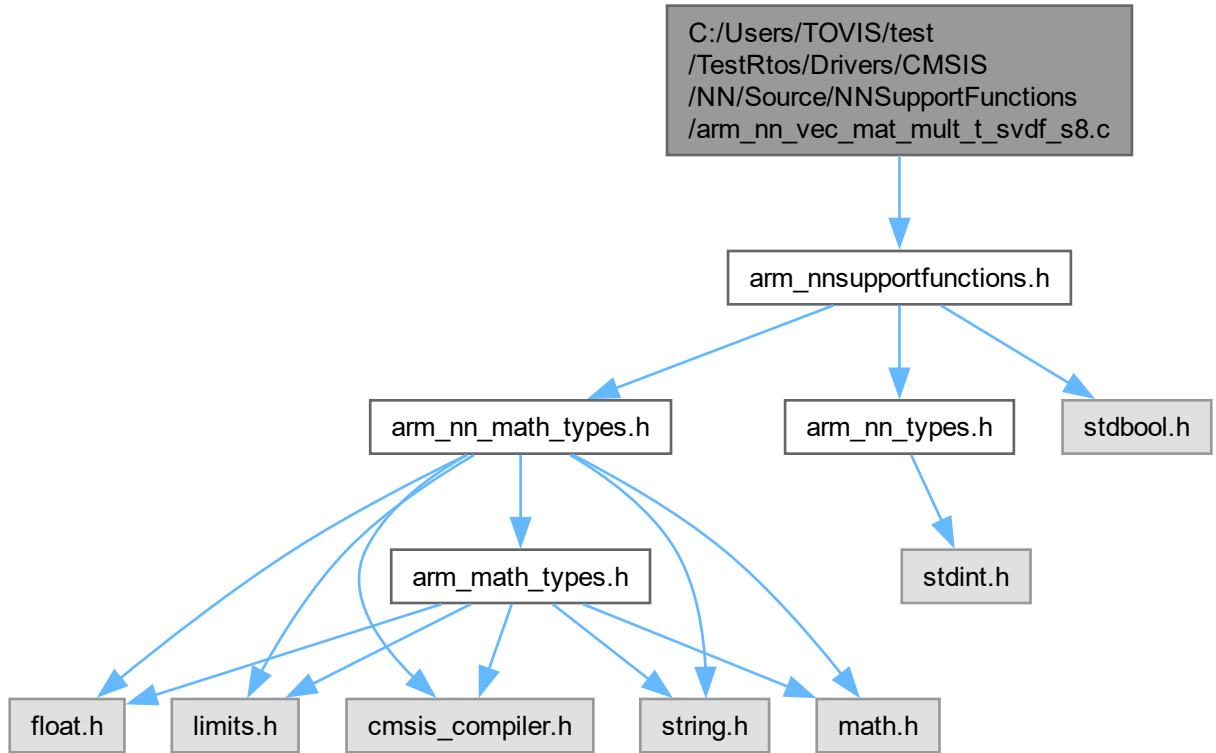 C:/Users/TOVIS/test
/TestRtos/Drivers/CMSIS
/NN/Source/NNSupportFunctions
/arm_nn_vec_mat_mult_t_svdf_s8.c
arm_nnsupportfunctions.h
arm_nn_math_types.h
arm_nn_types.h
stdbool.h
arm_math_types.h
stdint.h
float.h
limits.h
cmsis_compiler.h
string.h
math.h